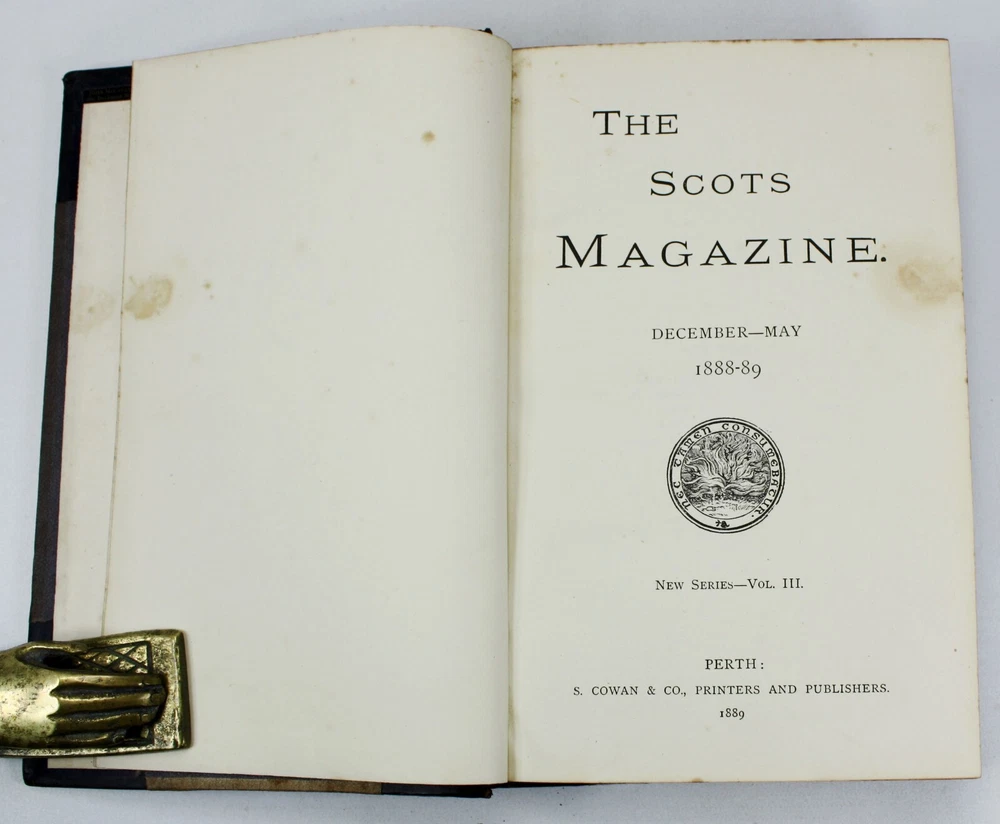 THE
SCOTS
MAGAZINE.
DECEMBER—MAY
1888-89
NEC TAMEN CONSUMEBATUR.
NEW SERIES—VOL. III.
PERTH:
S. COWAN & CO., PRINTERS AND PUBLISHERS.
1889